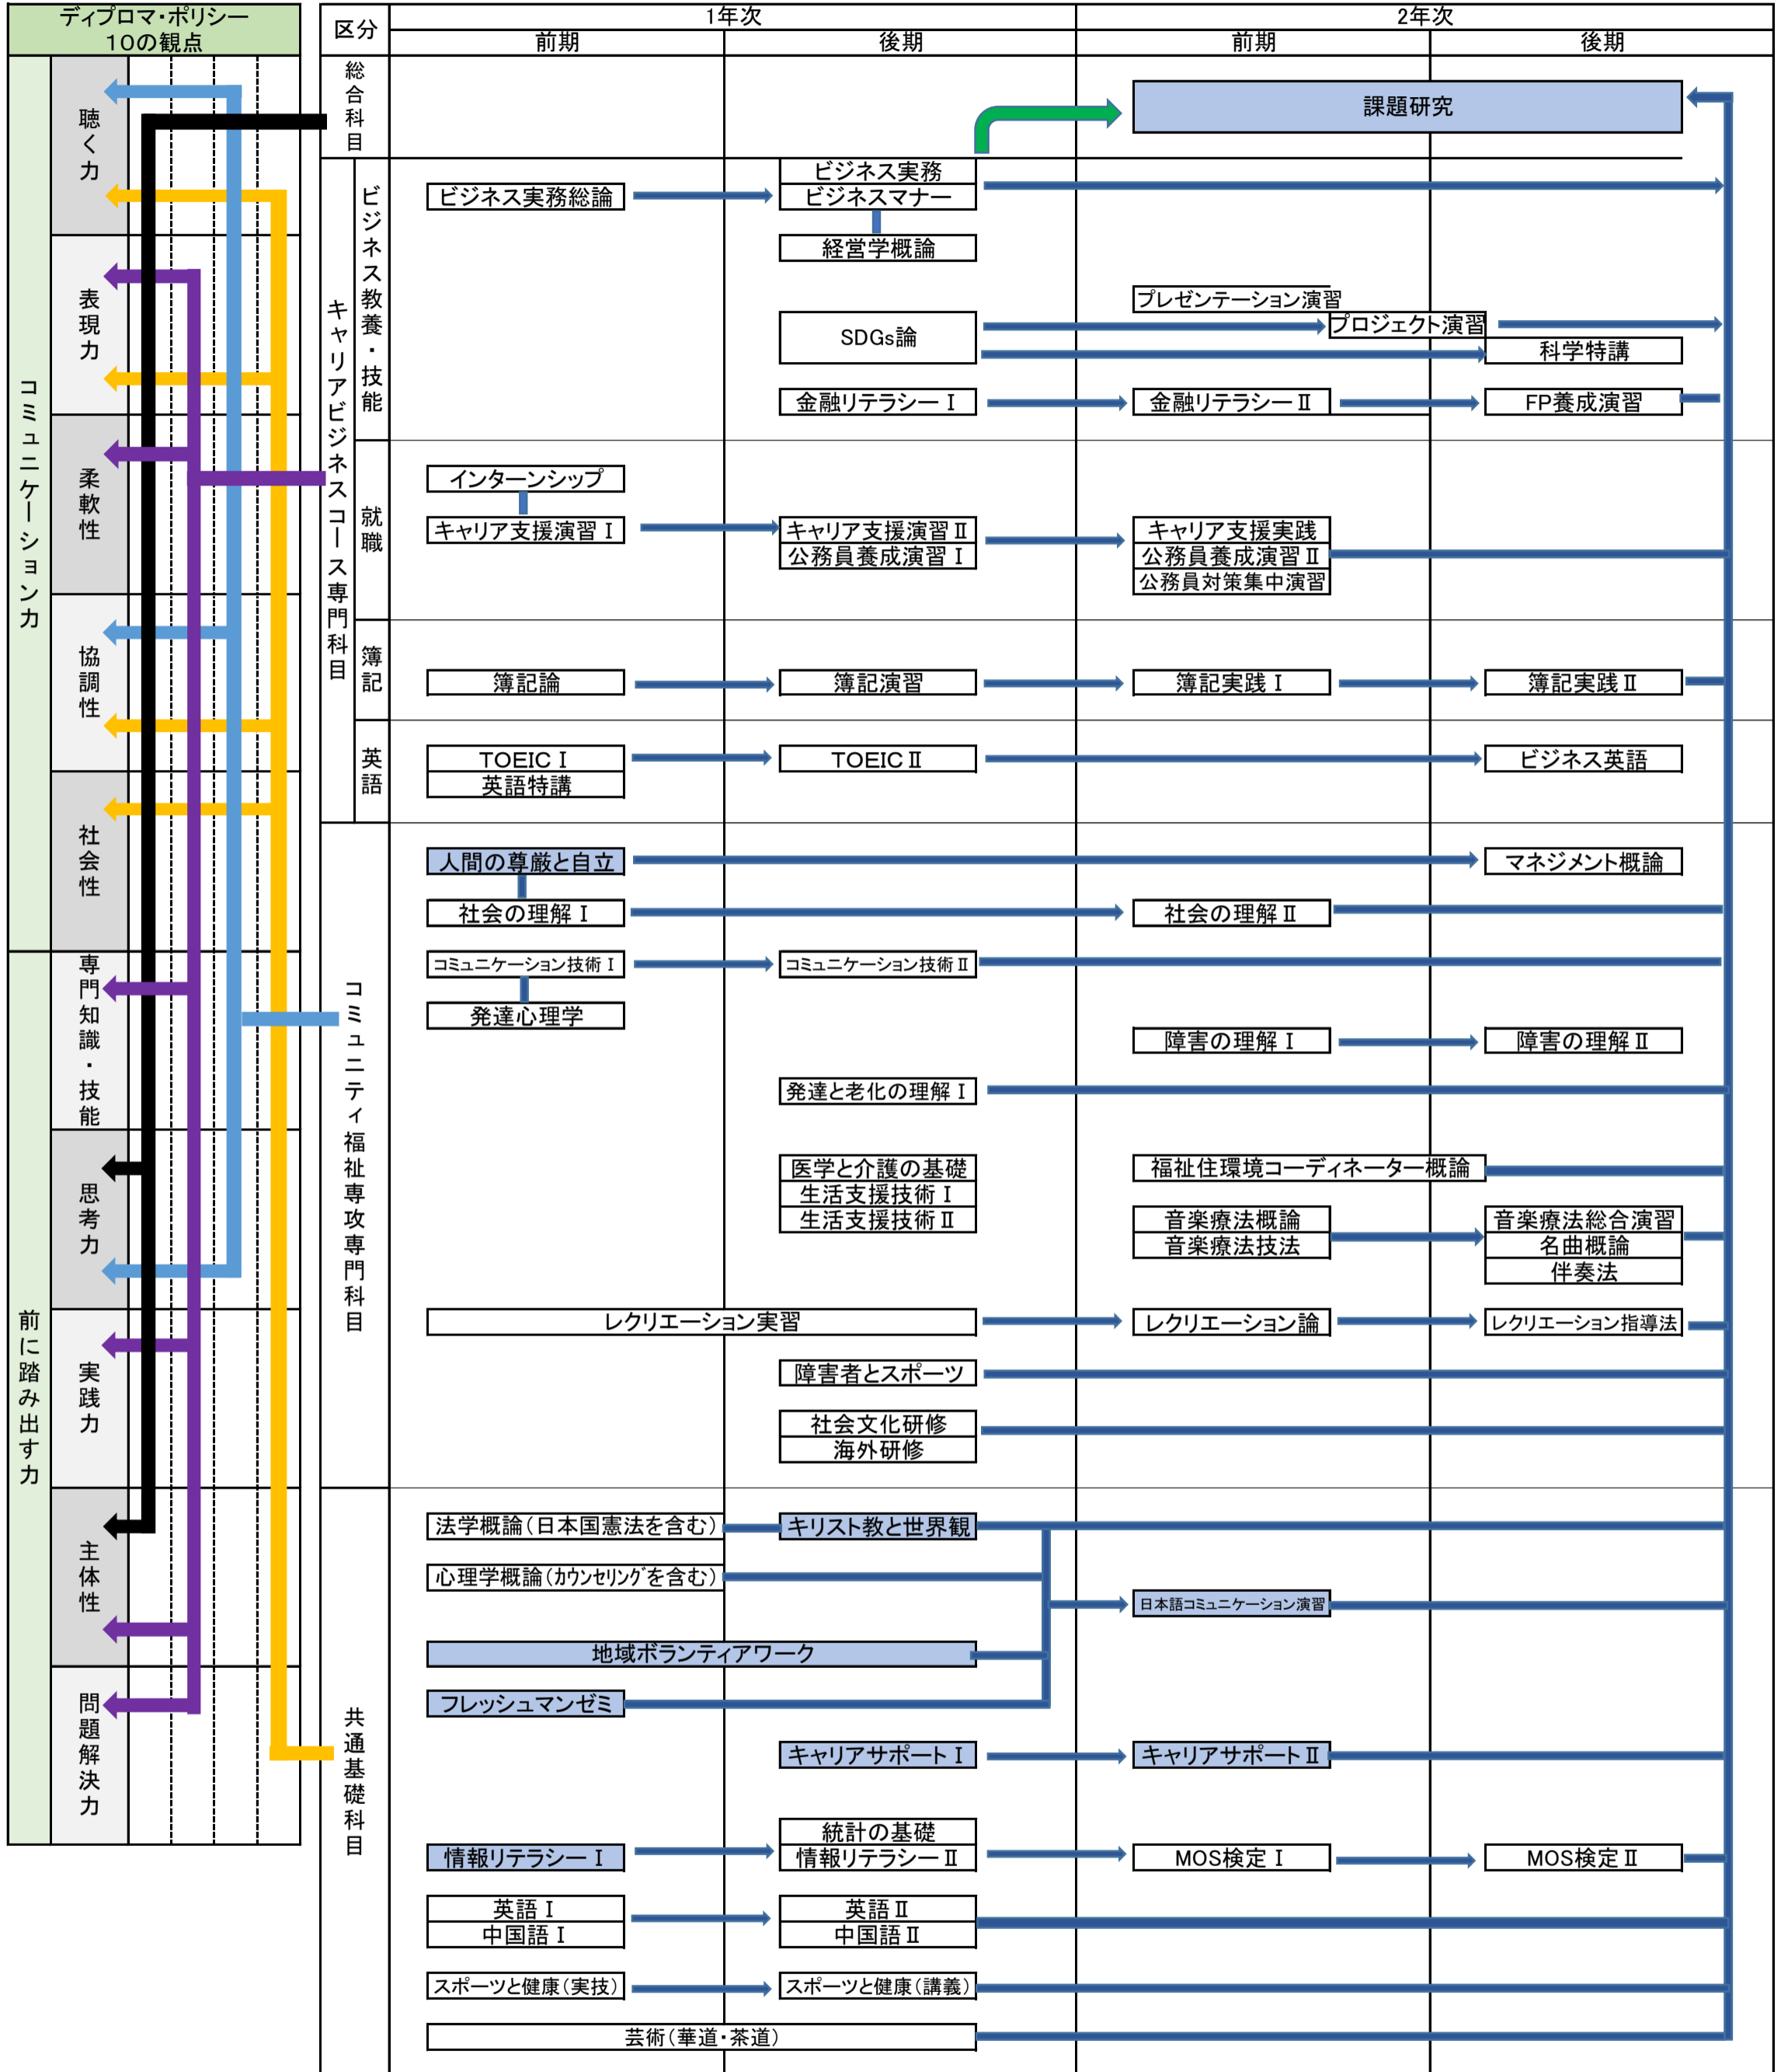 ディプロマ・ポリシー
10の観点
コミュニケーション力
聴く力
表現力
柔軟性
協調性
社会性
前に踏み出す力
専門知識・技能
思考力
実践力
主体性
問題解決力
区分
1年次
2年次
前期
後期
前期
後期
総合科目
課題研究
キャリアビジネスコース専門科目
ビジネス教養・技能
ビジネス実務
ビジネス実務総論
ビジネスマナー
経営学概論
プレゼンテーション演習
SDGs論
プロジェクト演習
科学特講
金融リテラシーⅠ
金融リテラシーⅡ
FP養成演習
就職
インターンシップ
キャリア支援演習Ⅰ
キャリア支援演習Ⅱ
キャリア支援実践
公務員養成演習Ⅰ
公務員養成演習Ⅱ
公務員対策集中演習
簿記
簿記論
簿記演習
簿記実践Ⅰ
簿記実践Ⅱ
英語
TOEICⅠ
TOEICⅡ
ビジネス英語
英語特講
コミュニティ福祉専攻専門科目
人間の尊厳と自立
マネジメント概論
社会の理解Ⅰ
社会の理解Ⅱ
コミュニケーション技術Ⅰ
コミュニケーション技術Ⅱ
発達心理学
障害の理解Ⅰ
障害の理解Ⅱ
発達と老化の理解Ⅰ
医学と介護の基礎
福祉住環境コーディネーター概論
生活支援技術Ⅰ
生活支援技術Ⅱ
音楽療法概論
音楽療法総合演習
音楽療法技法
名曲概論
伴奏法
レクリエーション実習
レクリエーション論
レクリエーション指導法
障害者とスポーツ
社会文化研修
海外研修
共通基礎科目
法学概論（日本国憲法を含む）
キリスト教と世界観
心理学概論（ｶｳﾝｾﾘﾝｸﾞを含む）
日本語コミュニケーション演習
地域ボランティアワーク
フレッシュマンゼミ
キャリアサポートⅠ
キャリアサポートⅡ
統計の基礎
情報リテラシーⅠ
情報リテラシーⅡ
MOS検定Ⅰ
MOS検定Ⅱ
英語Ⅰ
英語Ⅱ
中国語Ⅰ
中国語Ⅱ
スポーツと健康（実技）
スポーツと健康（講義）
芸術（華道・茶道）